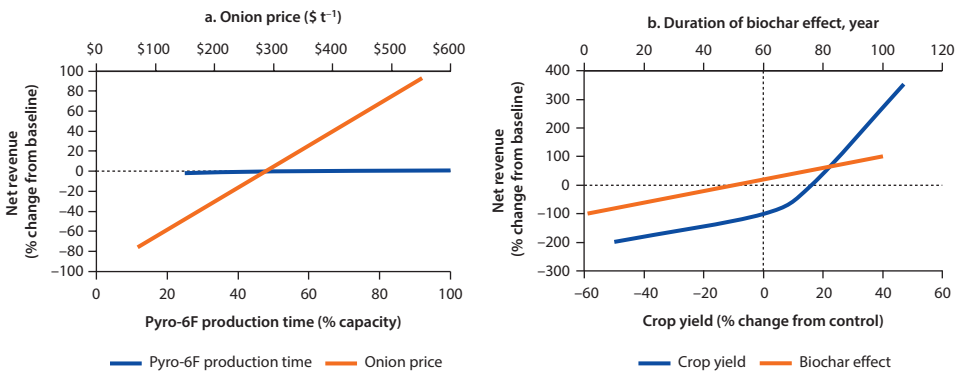 a. Onion price ($ t⁻¹)
$0 $100 $200 $300 $400 $500 $600
Net revenue
(% change from baseline)
100
80
60
40
20
0
−20
−40
−60
−80
−100
0 20 40 60 80 100
Pyro-6F production time (% capacity)
Pyro-6F production time Onion price
b. Duration of biochar effect, year
0 20 40 60 80 100 120
Net revenue
(% change from baseline)
400
300
200
100
0
−100
−200
−300
−60 −40 −20 0 20 40 60
Crop yield (% change from control)
Crop yield Biochar effect